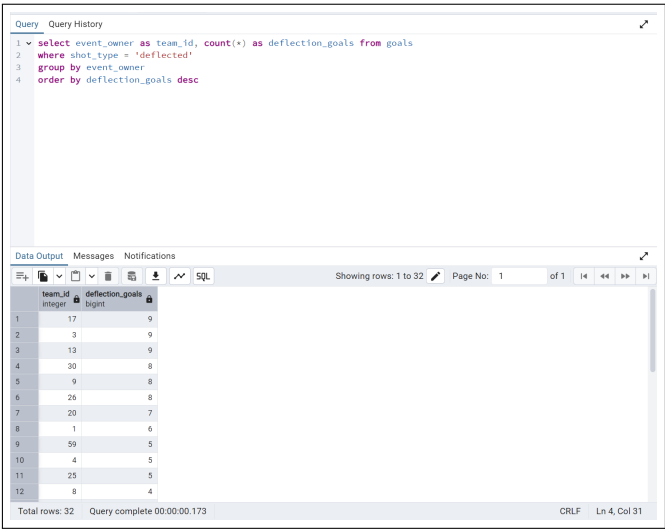 Query Query History
1 select event_owner as team_id, count(*) as deflection_goals from goals
2 where shot_type = 'deflected'
3 group by event_owner
4 order by deflection_goals desc
Data Output Messages Notifications
SQL Showing rows: 1 to 32 Page No: 1 of 1
team_id deflection_goals
integer bigint
1 17 9
2 3 9
3 13 9
4 30 8
5 9 8
6 26 8
7 20 7
8 1 6
9 59 5
10 4 5
11 25 5
12 8 4
Total rows: 32 Query complete 00:00:00.173 CRLF Ln 4, Col 31